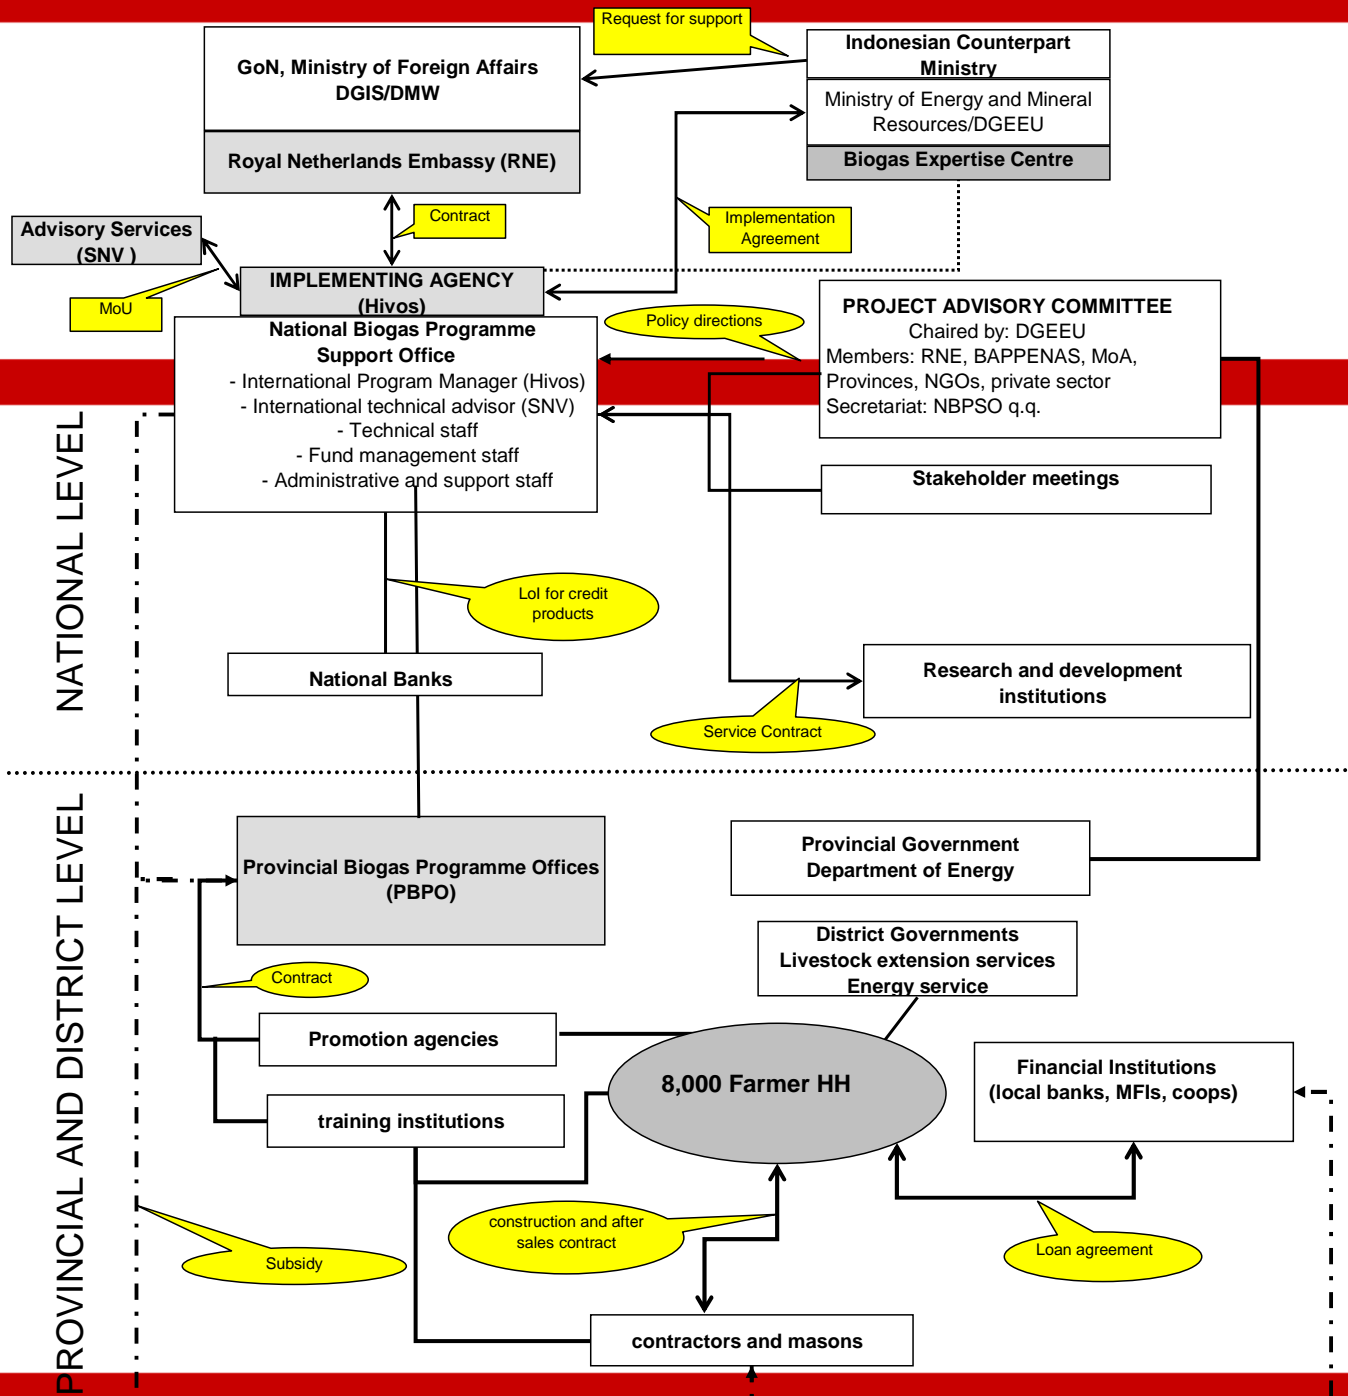 Request for support
GoN, Ministry of Foreign Affairs
DGIS/DMW
Royal Netherlands Embassy (RNE)
Indonesian Counterpart
Ministry
Ministry of Energy and Mineral
Resources/DGEEU
Biogas Expertise Centre
Contract
Implementation
Agreement
Advisory Services
(SNV )
MoU
IMPLEMENTING AGENCY
(Hivos)
National Biogas Programme
Support Office
- International Program Manager (Hivos)
- International technical advisor (SNV)
- Technical staff
- Fund management staff
- Administrative and support staff
Policy directions
PROJECT ADVISORY COMMITTEE
Chaired by: DGEEU
Members: RNE, BAPPENAS, MoA,
Provinces, NGOs, private sector
Secretariat: NBPSO q.q.
Stakeholder meetings
NATIONAL LEVEL
LoI for credit
products
National Banks
Research and development
institutions
Service Contract
PROVINCIAL AND DISTRICT LEVEL
Provincial Biogas Programme Offices
(PBPO)
Provincial Government
Department of Energy
District Governments
Livestock extension services
Energy service
Contract
Promotion agencies
training institutions
8,000 Farmer HH
Financial Institutions
(local banks, MFIs, coops)
construction and after
sales contract
Loan agreement
Subsidy
contractors and masons